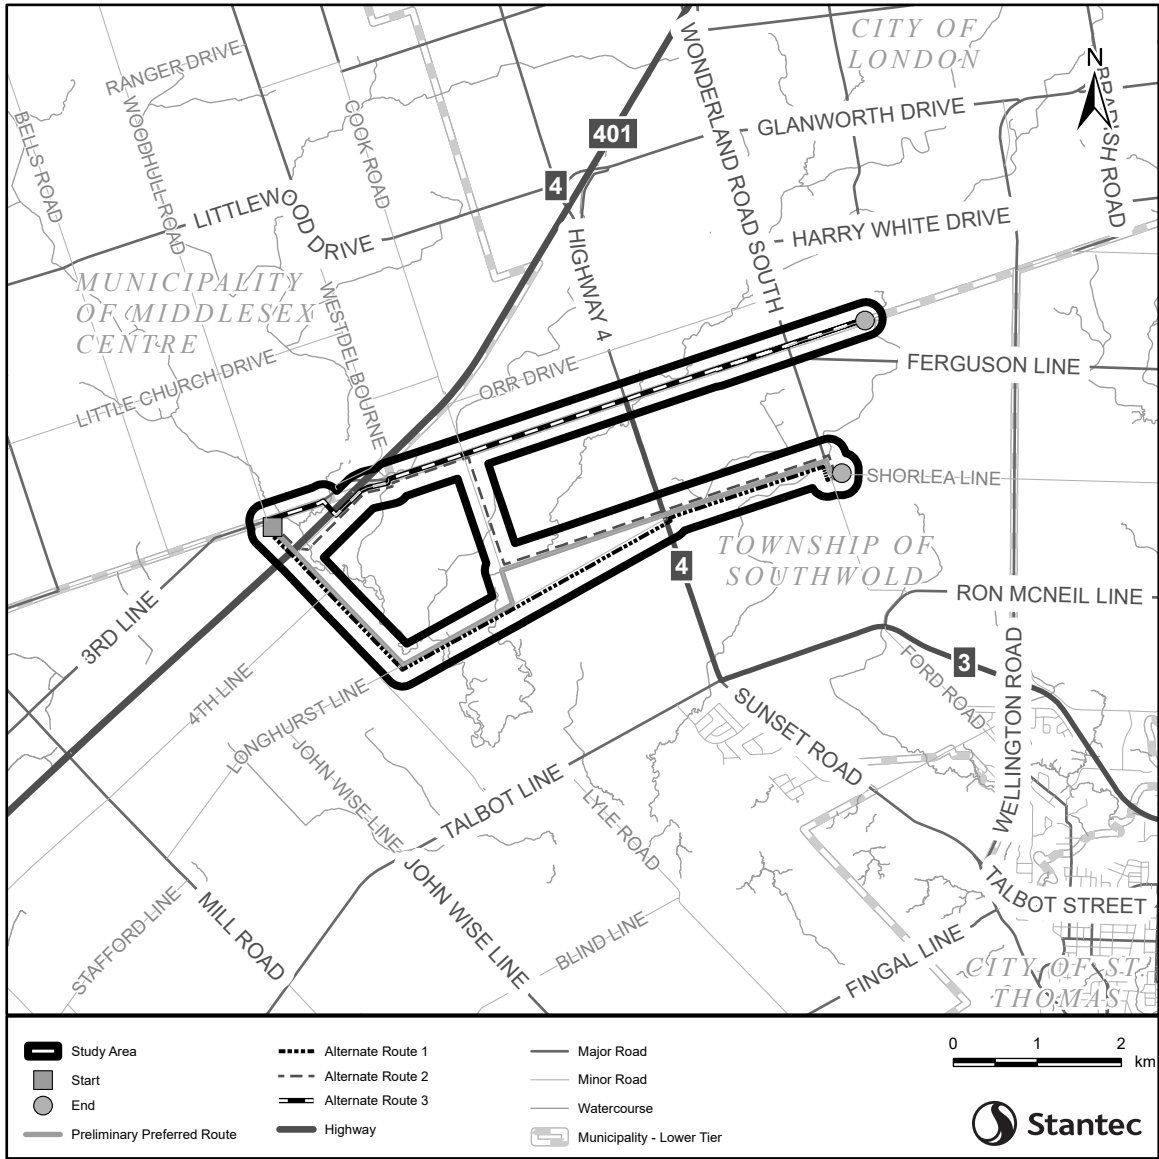 CITY OF
LONDON
N
RANGER DRIVE
WOODHULL ROAD
BELLS ROAD
COOK ROAD
WONDERLAND ROAD SOUTH
401
GLANWORTH DRIVE
BRADISH ROAD
4
LITTLEWOOD DRIVE
HIGHWAY 4
HARRY WHITE DRIVE
MUNICIPALITY
OF MIDDLESEX
CENTRE
WESTDEL BOURNE
LITTLE CHURCH DRIVE
ORR DRIVE
FERGUSON LINE
SHORLEA LINE
TOWNSHIP OF
SOUTHWOLD
4
RON MCNEIL LINE
3RD LINE
4TH LINE
LONGHURST LINE
3
FORD ROAD
WELLINGTON ROAD
SUNSET ROAD
JOHN WISE LINE
TALBOT LINE
LYLE ROAD
JOHN WISE LINE
STAFFORD LINE
MILL ROAD
BLIND LINE
TALBOT STREET
FINGAL LINE
CITY OF ST.
THOMAS
Study Area
Start
End
Preliminary Preferred Route
Alternate Route 1
Alternate Route 2
Alternate Route 3
Highway
Major Road
Minor Road
Watercourse
Municipality - Lower Tier
0 1 2
km
Stantec